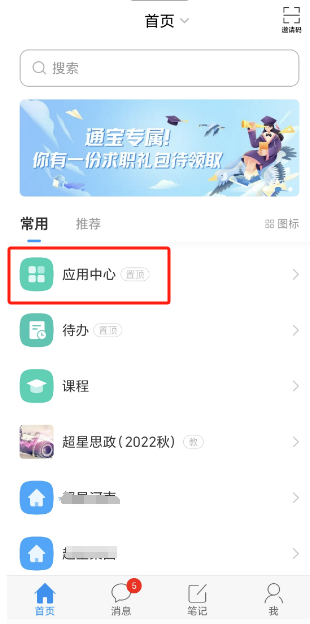 首页
邀请码
搜索
通宝专属!
你有一份求职礼包待领取
常用
推荐
图标
应用中心 置顶
待办 置顶
课程
超星思政(2022秋) 教
5
首页
消息
笔记
我